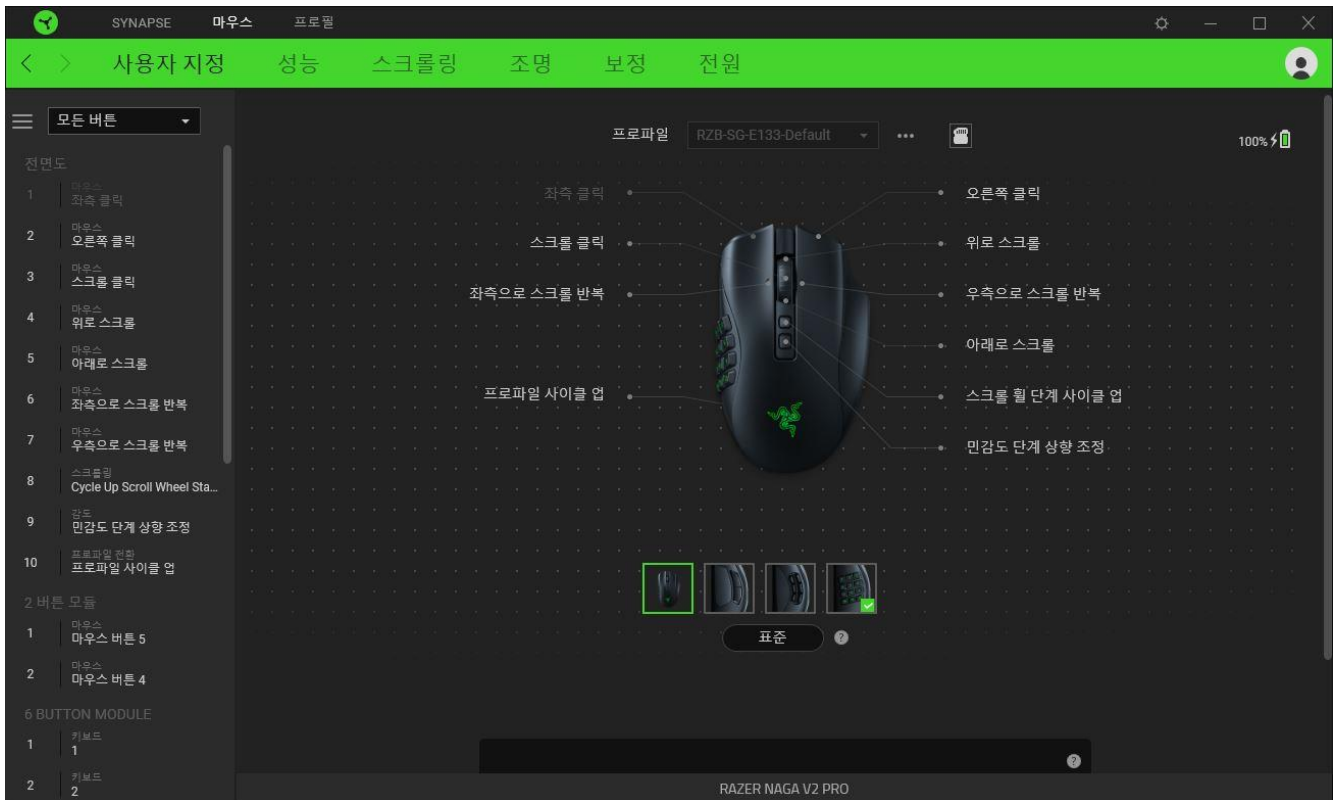 SYNAPSE 마우스 프로필
사용자 지정 성능 스크롤링 조명 보정 전원
모든 버튼
프로파일 RZB-SG-E133-Default
100%
전면도
1 마우스
좌측 클릭
2 마우스
오른쪽 클릭
3 마우스
스크롤 클릭
4 마우스
위로 스크롤
5 마우스
아래로 스크롤
6 마우스
좌측으로 스크롤 반복
7 마우스
우측으로 스크롤 반복
8 스크롤링
Cycle Up Scroll Wheel Sta...
9 감도
민감도 단계 상향 조정
10 프로파일 전환
프로파일 사이클 업
2 버튼 모듈
1 마우스
마우스 버튼 5
2 마우스
마우스 버튼 4
6 BUTTON MODULE
1 키보드
1
2 키보드
2
좌측 클릭
스크롤 클릭
좌측으로 스크롤 반복
프로파일 사이클 업
오른쪽 클릭
위로 스크롤
우측으로 스크롤 반복
아래로 스크롤
스크롤 휠 단계 사이클 업
민감도 단계 상향 조정
표준 ?
?
RAZER NAGA V2 PRO